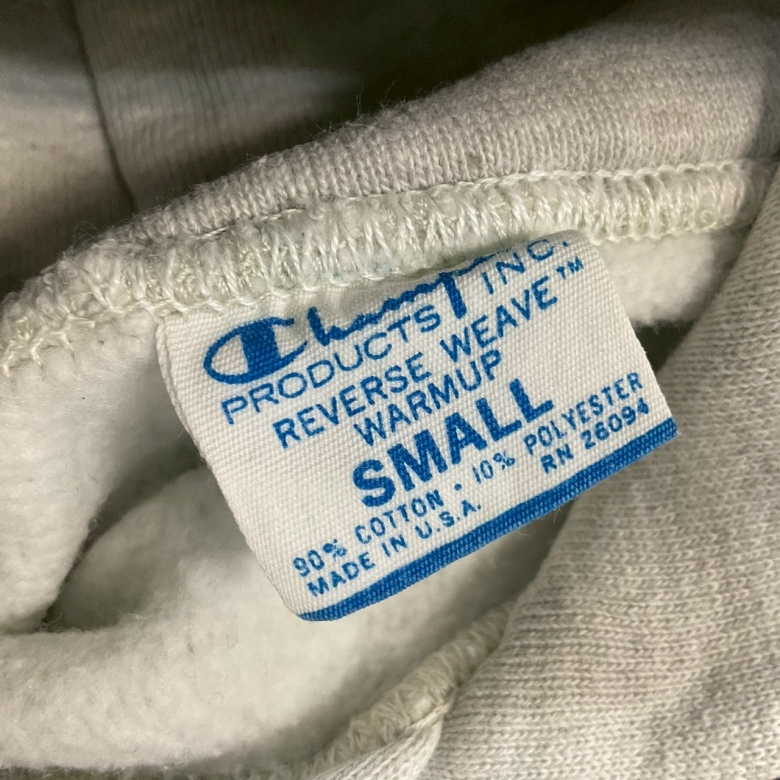 Champion
PRODUCTS INC.
REVERSE WEAVE™
WARMUP
SMALL
90% COTTON · 10% POLYESTER
MADE IN U.S.A. RN 26094